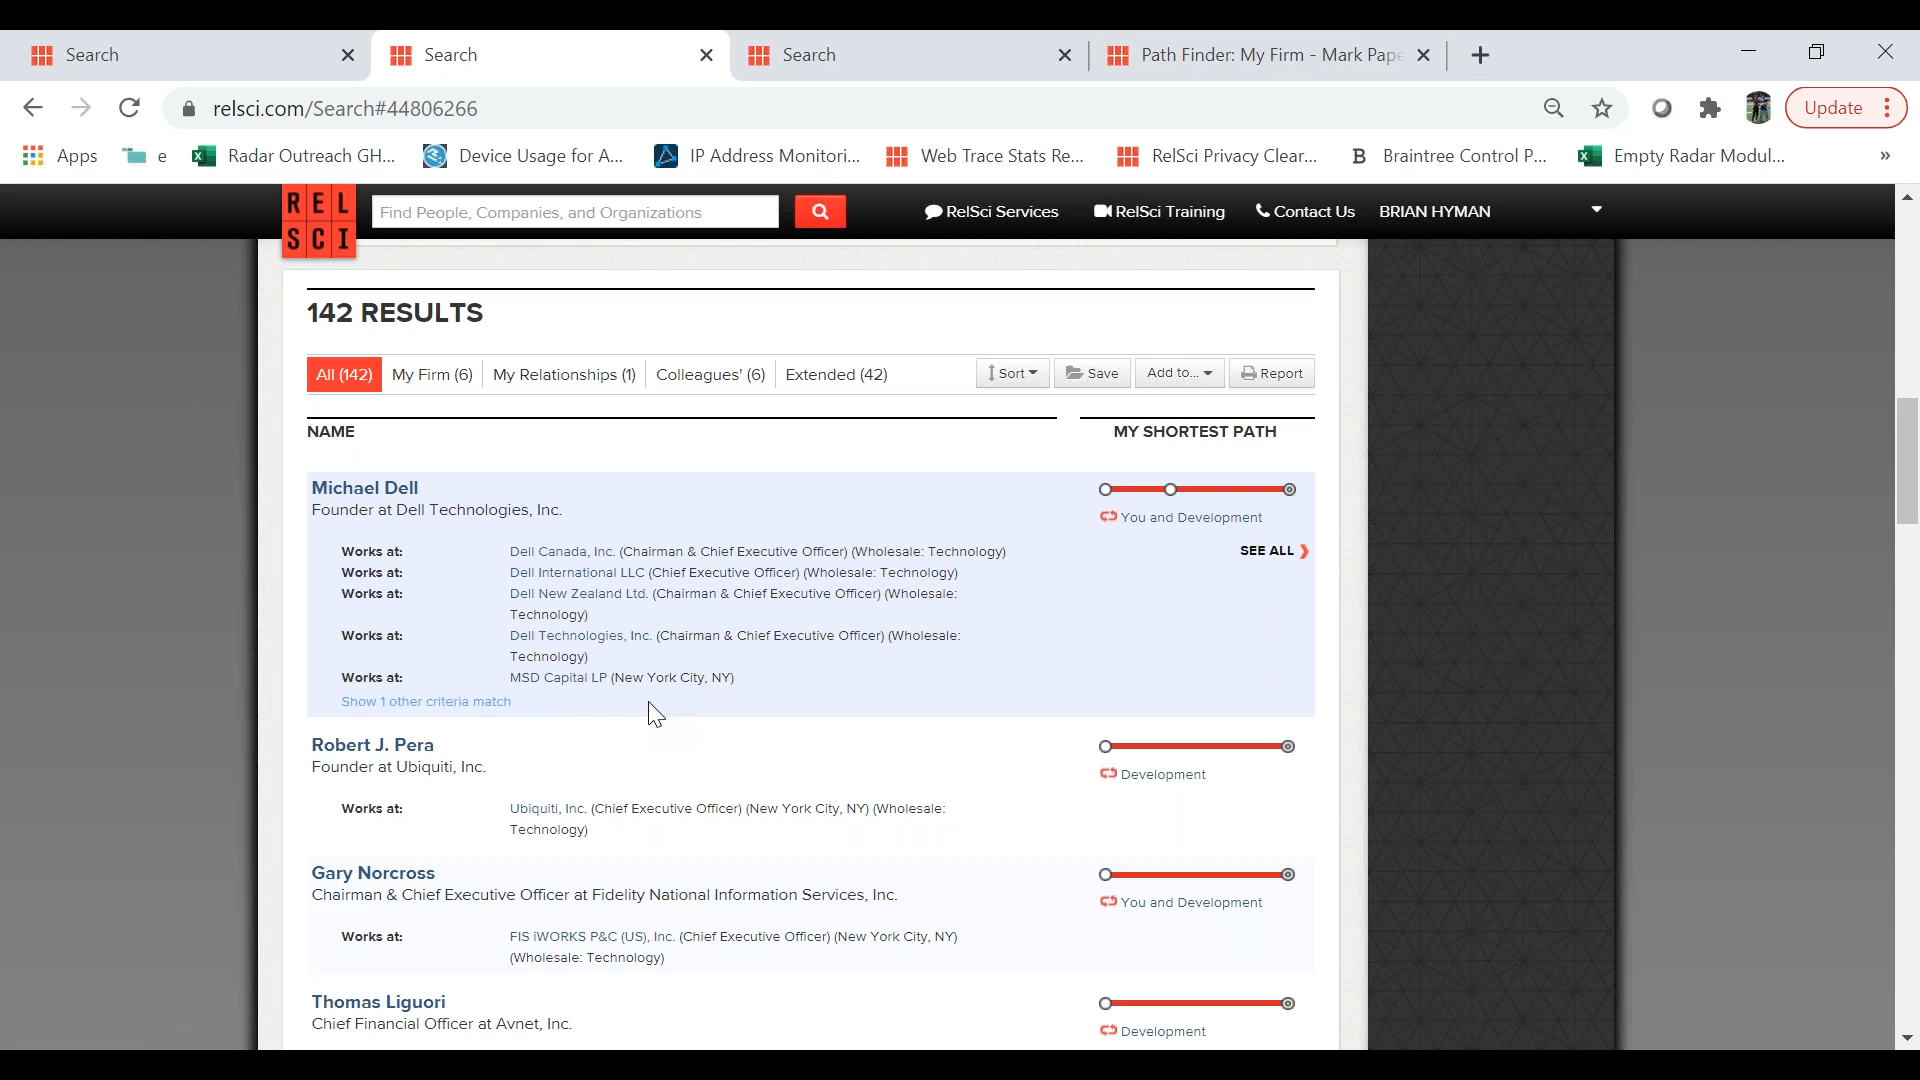 Search
Search
Search
Path Finder: My Firm - Mark Pape
relsci.com/Search#44806266
Update
Apps
e
Radar Outreach GH...
Device Usage for A...
IP Address Monitori...
Web Trace Stats Re...
RelSci Privacy Clear...
Braintree Control P...
Empty Radar Modul...
»
REL
SCI
Find People, Companies, and Organizations
RelSci Services
RelSci Training
Contact Us
BRIAN HYMAN
142 RESULTS
All (142)
My Firm (6)
My Relationships (1)
Colleagues' (6)
Extended (42)
Sort
Save
Add to...
Report
NAME
MY SHORTEST PATH
Michael Dell
Founder at Dell Technologies, Inc.
You and Development
Works at: Dell Canada, Inc. (Chairman & Chief Executive Officer) (Wholesale: Technology)
SEE ALL
Works at: Dell International LLC (Chief Executive Officer) (Wholesale: Technology)
Works at: Dell New Zealand Ltd. (Chairman & Chief Executive Officer) (Wholesale:
Technology)
Works at: Dell Technologies, Inc. (Chairman & Chief Executive Officer) (Wholesale:
Technology)
Works at: MSD Capital LP (New York City, NY)
Show 1 other criteria match
Robert J. Pera
Founder at Ubiquiti, Inc.
Development
Works at: Ubiquiti, Inc. (Chief Executive Officer) (New York City, NY) (Wholesale:
Technology)
Gary Norcross
Chairman & Chief Executive Officer at Fidelity National Information Services, Inc.
You and Development
Works at: FIS iWORKS P&C (US), Inc. (Chief Executive Officer) (New York City, NY)
(Wholesale: Technology)
Thomas Liguori
Chief Financial Officer at Avnet, Inc.
Development